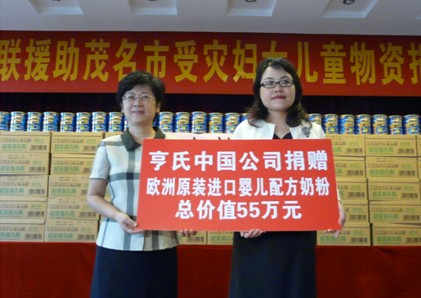 联援助茂名市受灾妇女儿童物资
亨氏中国公司捐赠
欧洲原装进口婴儿配方奶粉
总价值55万元